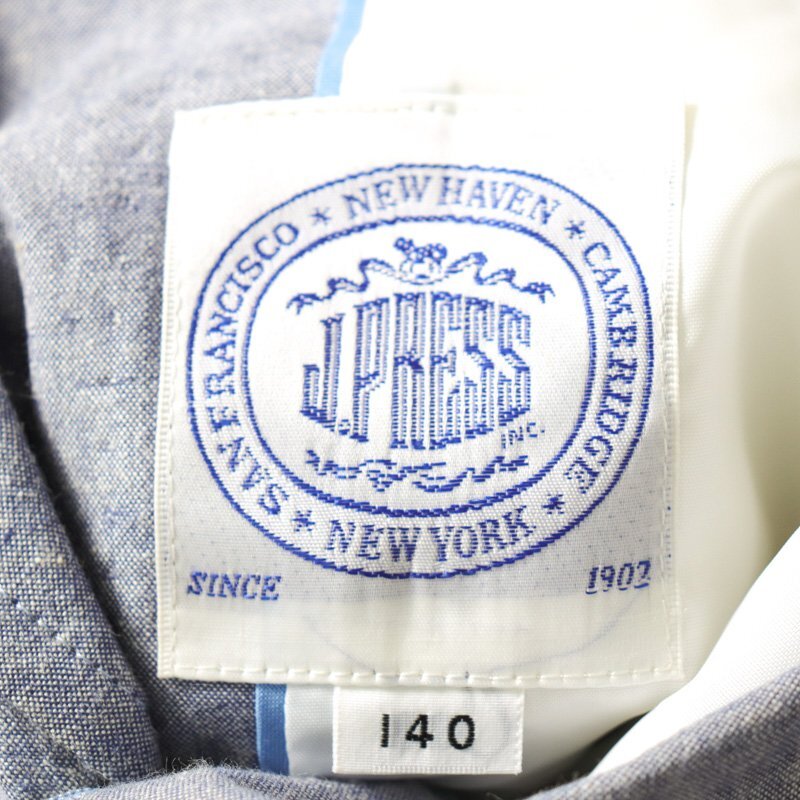 NEW HAVEN * CAMBRIDGE * NEW YORK * SAN FRANCISCO *
J.PRESS
INC.
SINCE 1902
140